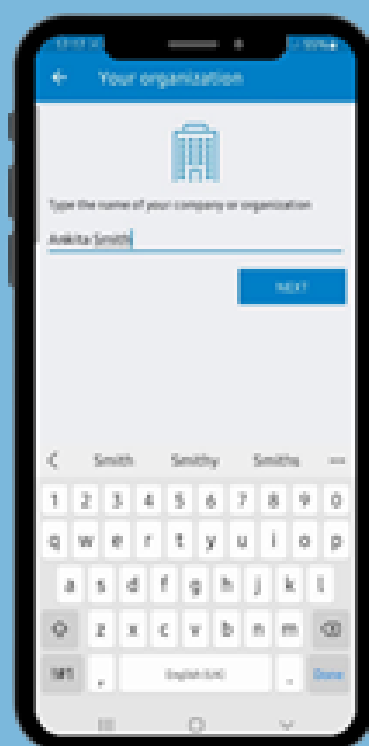 Your organization
Type the name of your company or organization
Ankita Smith
NEXT
Smith Smithy Smiths
1 2 3 4 5 6 7 8 9 0
q w e r t y u i o p
a s d f g h j k l
z x c v b n m
!#1 , English (UK) . Done